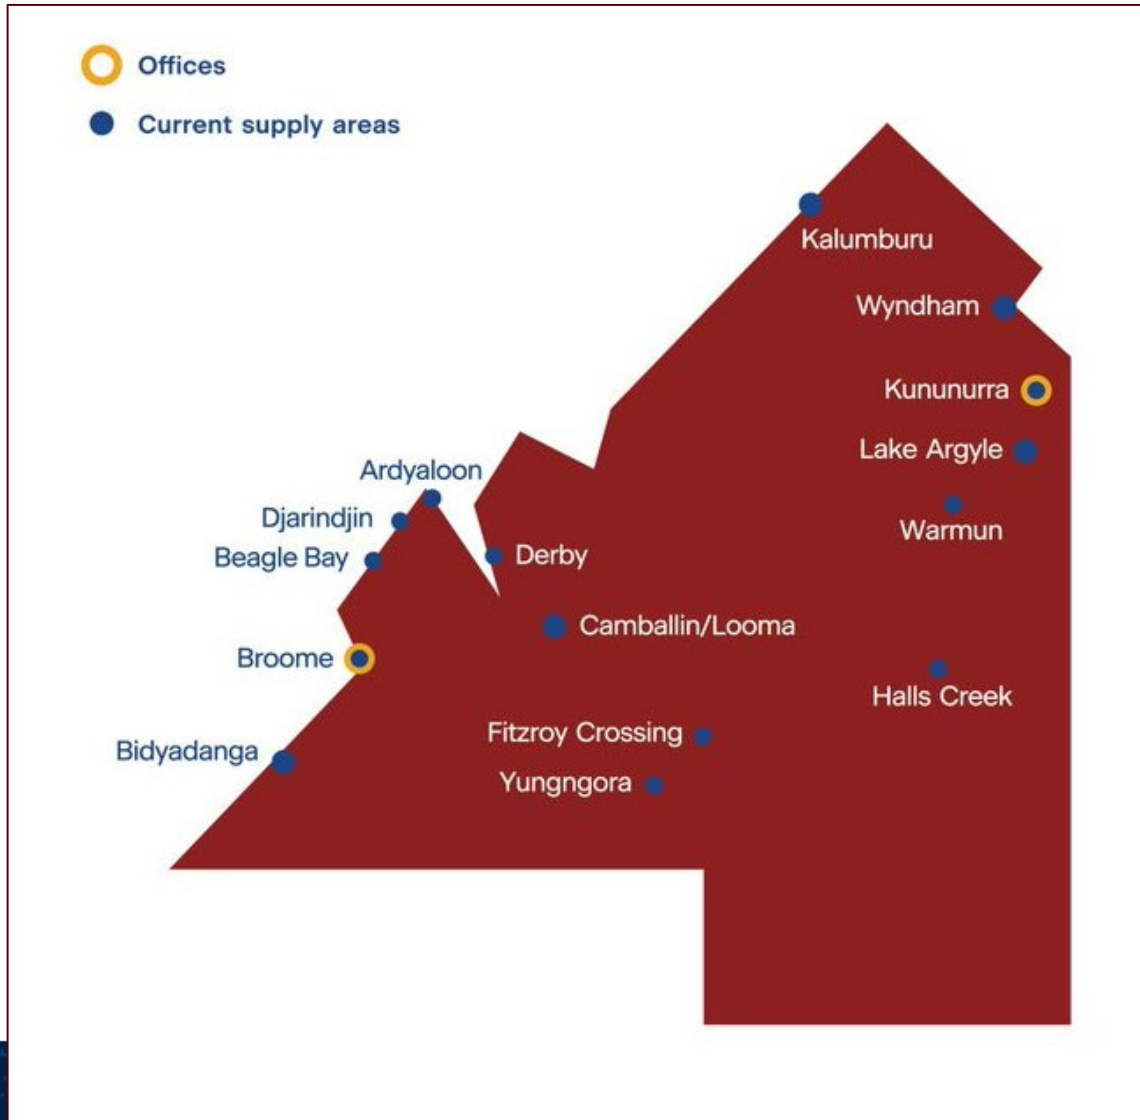 Offices
Current supply areas
Kalumburu
Wyndham
Kununurra
Lake Argyle
Ardyaloon
Warmun
Djarindjin
Beagle Bay
Derby
Camballin/Looma
Broome
Halls Creek
Fitzroy Crossing
Bidyadanga
Yungngora